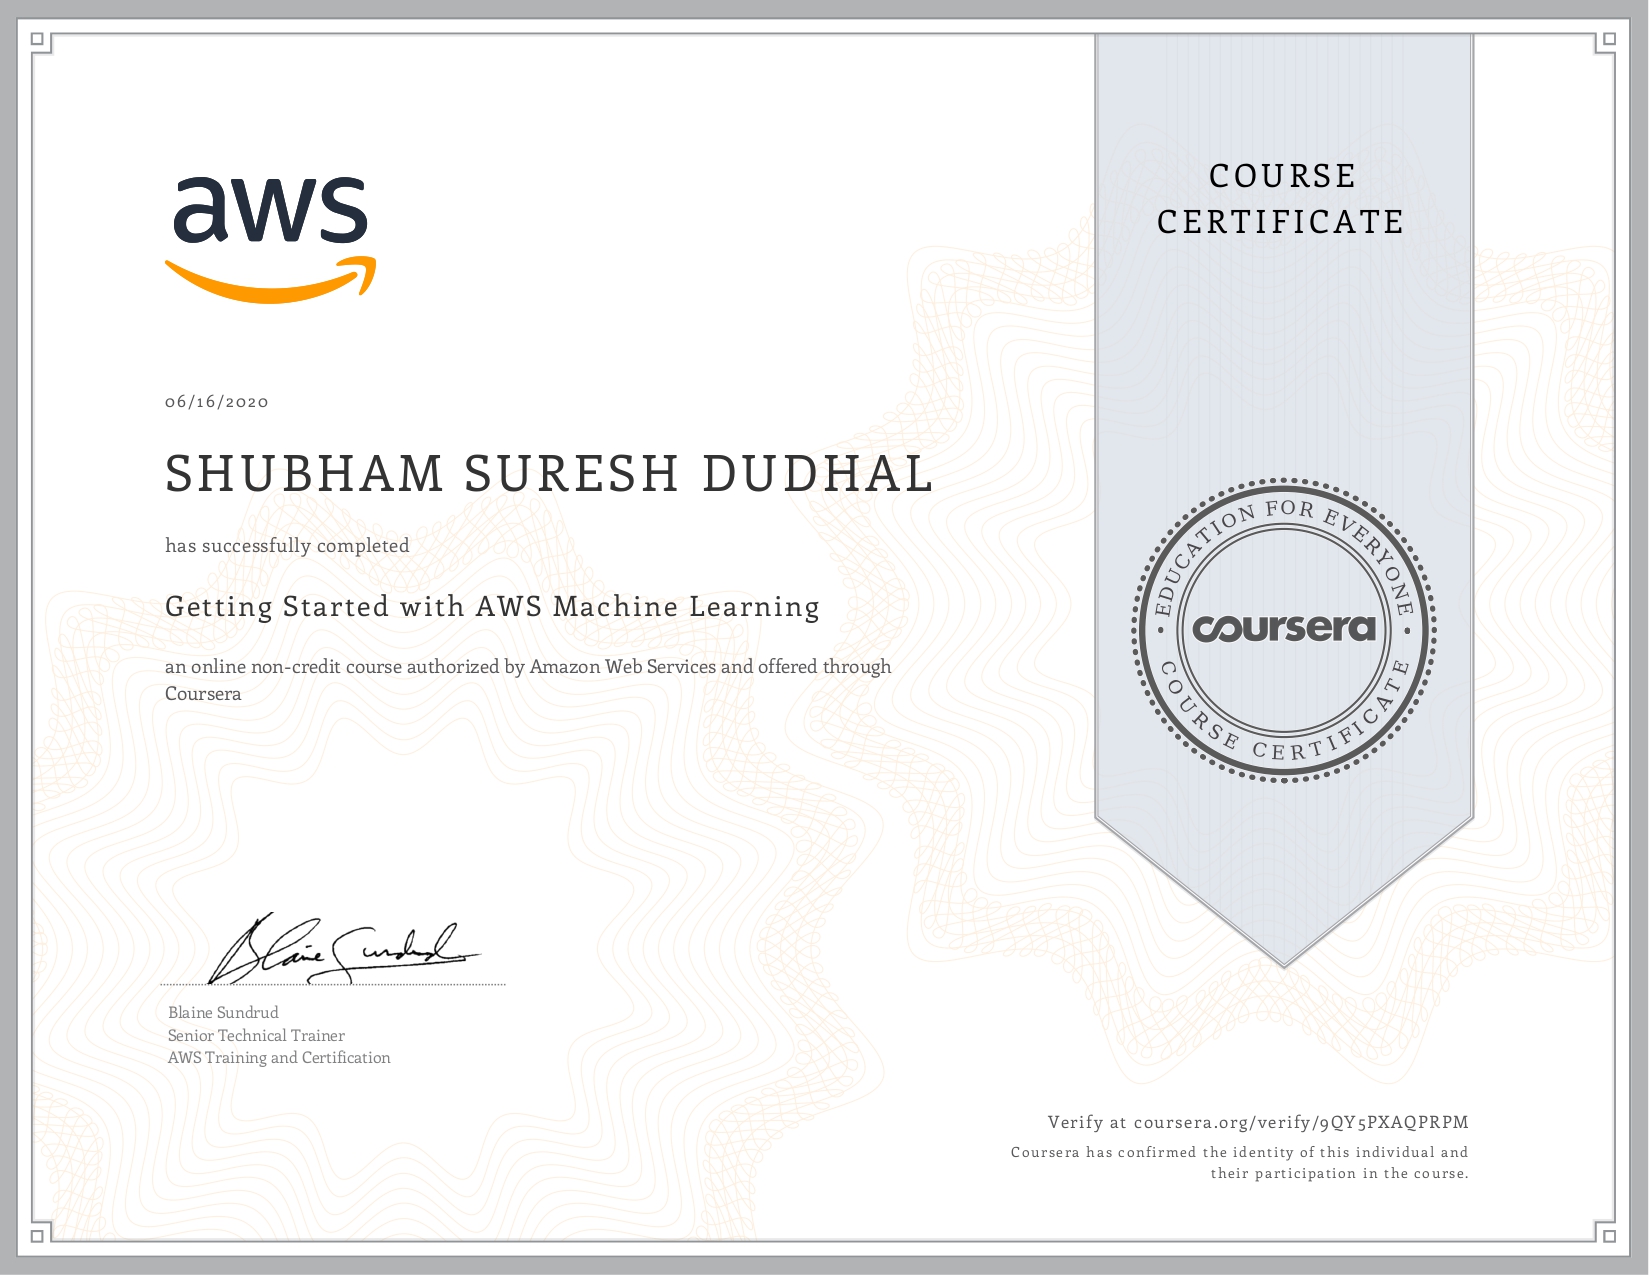 aws
COURSE
CERTIFICATE
06/16/2020
SHUBHAM SURESH DUDHAL
has successfully completed
Getting Started with AWS Machine Learning
an online non-credit course authorized by Amazon Web Services and offered through
Coursera
EDUCATION FOR EVERYONE
coursera
COURSE CERTIFICATE
Blaine Sundrud
Blaine Sundrud
Senior Technical Trainer
AWS Training and Certification
Verify at coursera.org/verify/9QY5PXAQPRPM
Coursera has confirmed the identity of this individual and
their participation in the course.